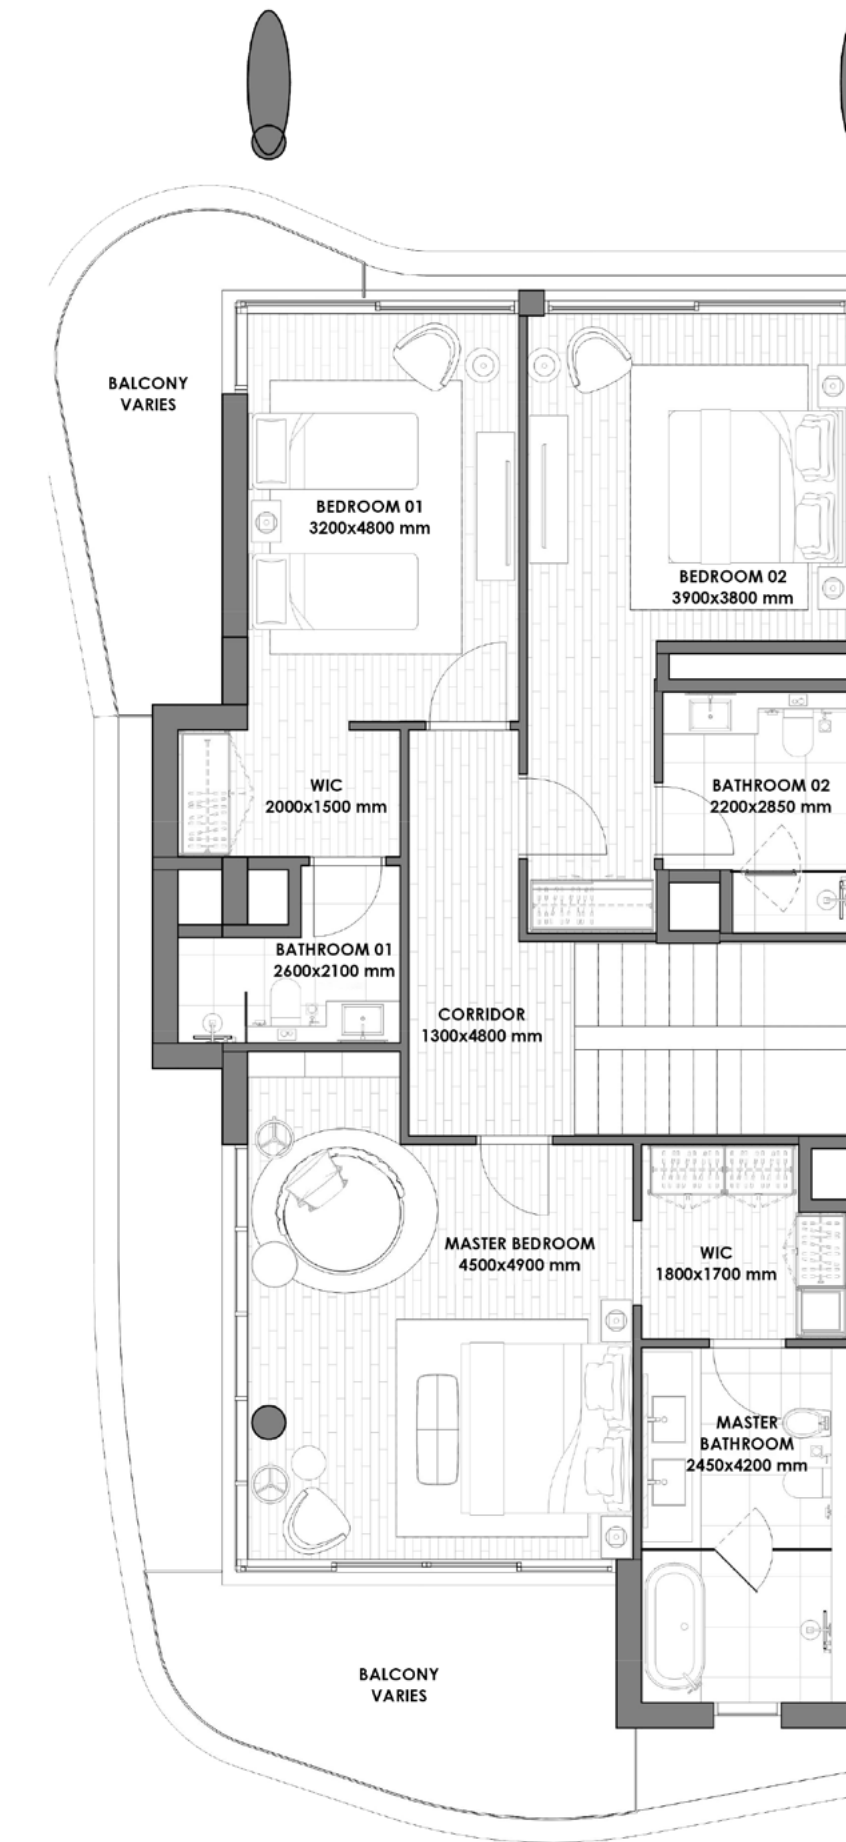 BALCONY
VARIES
BEDROOM 01
3200x4800 mm
BEDROOM 02
3900x3800 mm
WIC
2000x1500 mm
BATHROOM 02
2200x2850 mm
BATHROOM 01
2600x2100 mm
CORRIDOR
1300x4800 mm
MASTER BEDROOM
4500x4900 mm
WIC
1800x1700 mm
MASTER
BATHROOM
2450x4200 mm
BALCONY
VARIES